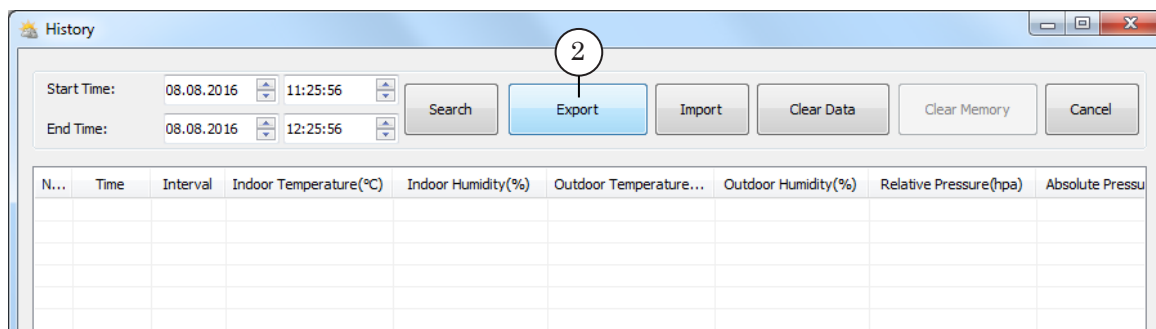 History
2
Start Time: 08.08.2016 11:25:56
Search Export Import Clear Data Clear Memory Cancel
End Time: 08.08.2016 12:25:56
N... Time Interval Indoor Temperature(℃) Indoor Humidity(%) Outdoor Temperature... Outdoor Humidity(%) Relative Pressure(hpa) Absolute Pressu